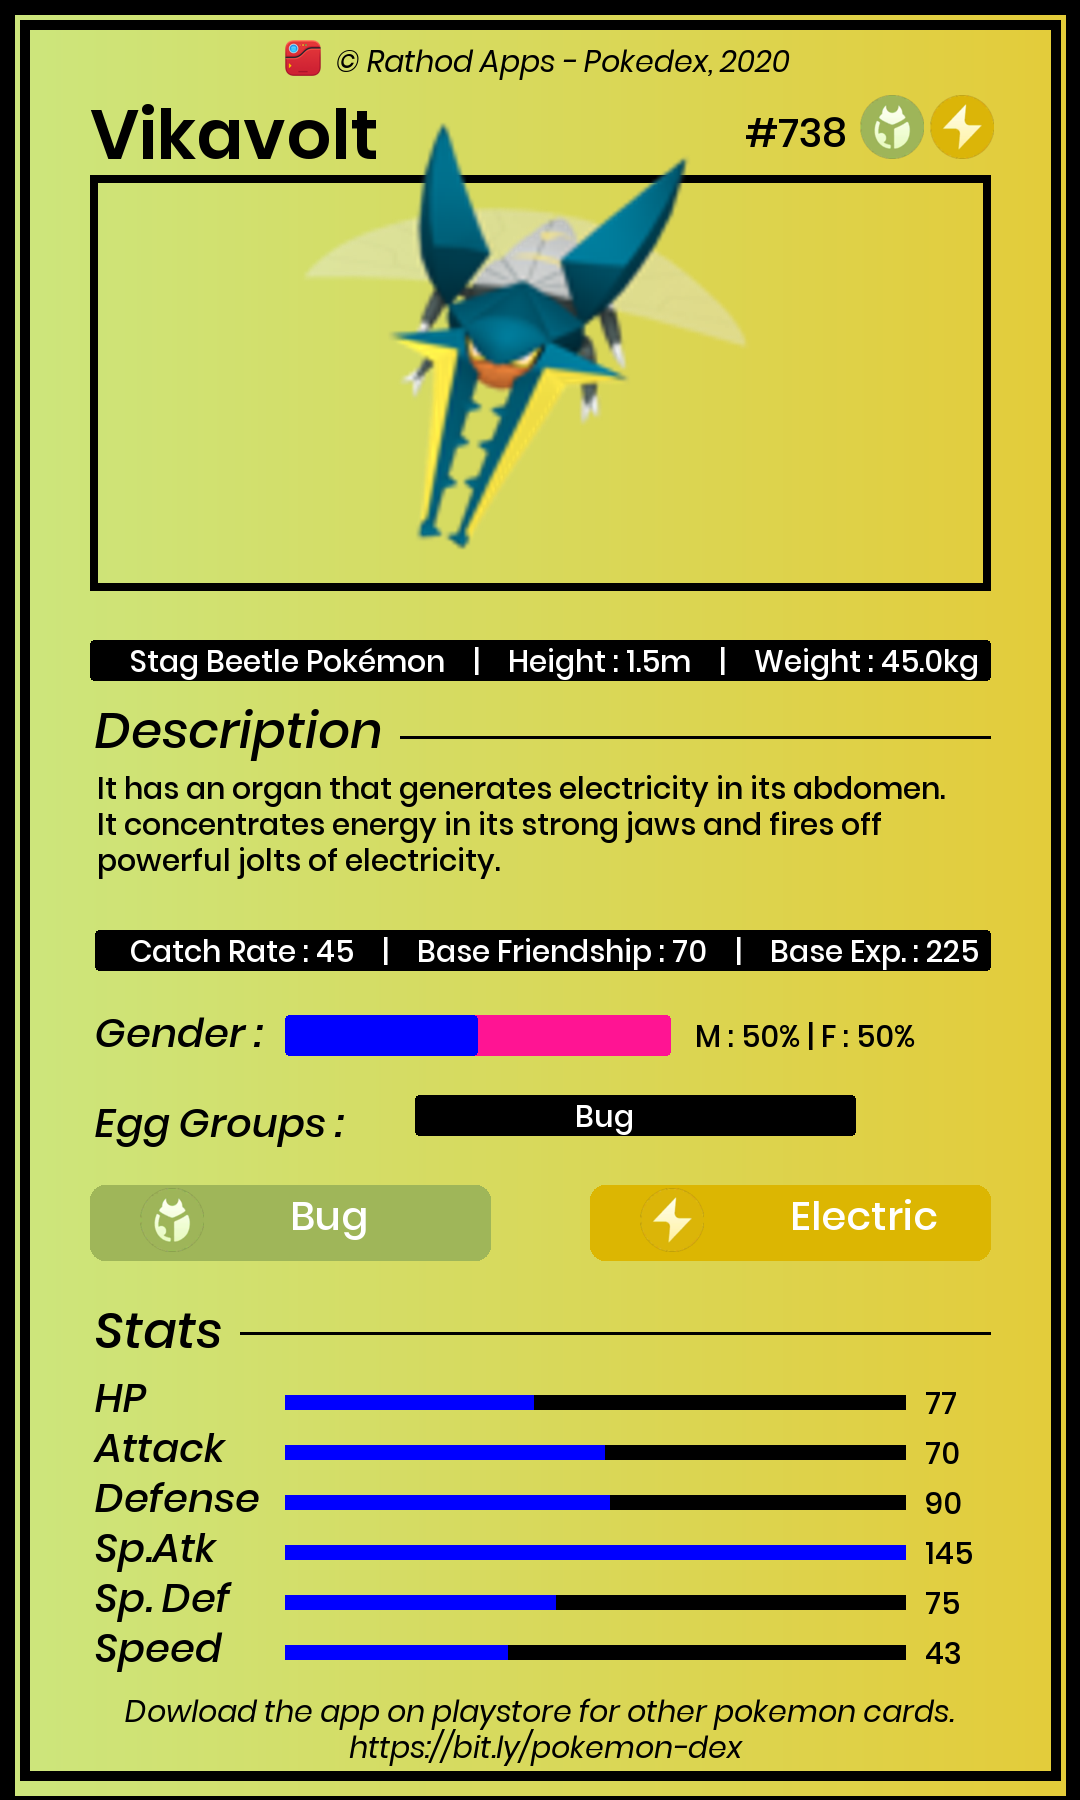 © Rathod Apps - Pokedex, 2020
Vikavolt #738
Stag Beetle Pokémon | Height : 1.5m | Weight : 45.0kg
Description
It has an organ that generates electricity in its abdomen.
It concentrates energy in its strong jaws and fires off
powerful jolts of electricity.
Catch Rate : 45 | Base Friendship : 70 | Base Exp. : 225
Gender : M : 50% | F : 50%
Egg Groups : Bug
Bug Electric
Stats
HP 77
Attack 70
Defense 90
Sp.Atk 145
Sp. Def 75
Speed 43
Dowload the app on playstore for other pokemon cards.
https://bit.ly/pokemon-dex